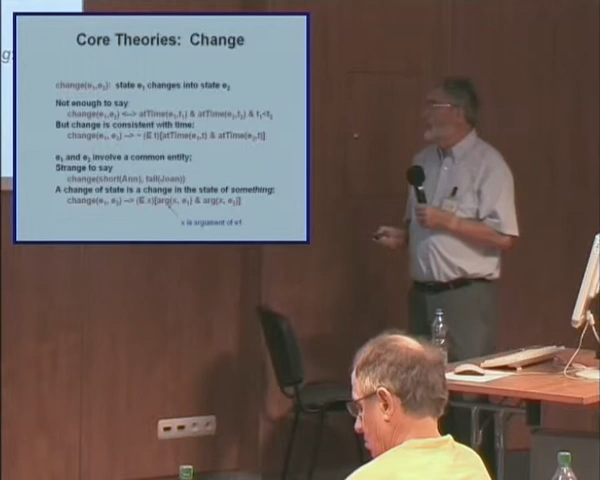 Core Theories: Change
change(e₁,e₂): state e₁ changes into state e₂
Not enough to say
change(e₁,e₂) <--> atTime(e₁,t₁) & atTime(e₂,t₂) & t₁<t₂
But change is consistent with time:
change(e₁, e₂) --> ~ (E t)[atTime(e₁,t) & atTime(e₂,t)]
e₁ and e₂ involve a common entity:
Strange to say
change(short(Ann), tall(Joan))
A change of state is a change in the state of something:
change(e₁, e₂) --> (E x)[arg(x, e₁) & arg(x, e₂)]
x is argument of e1